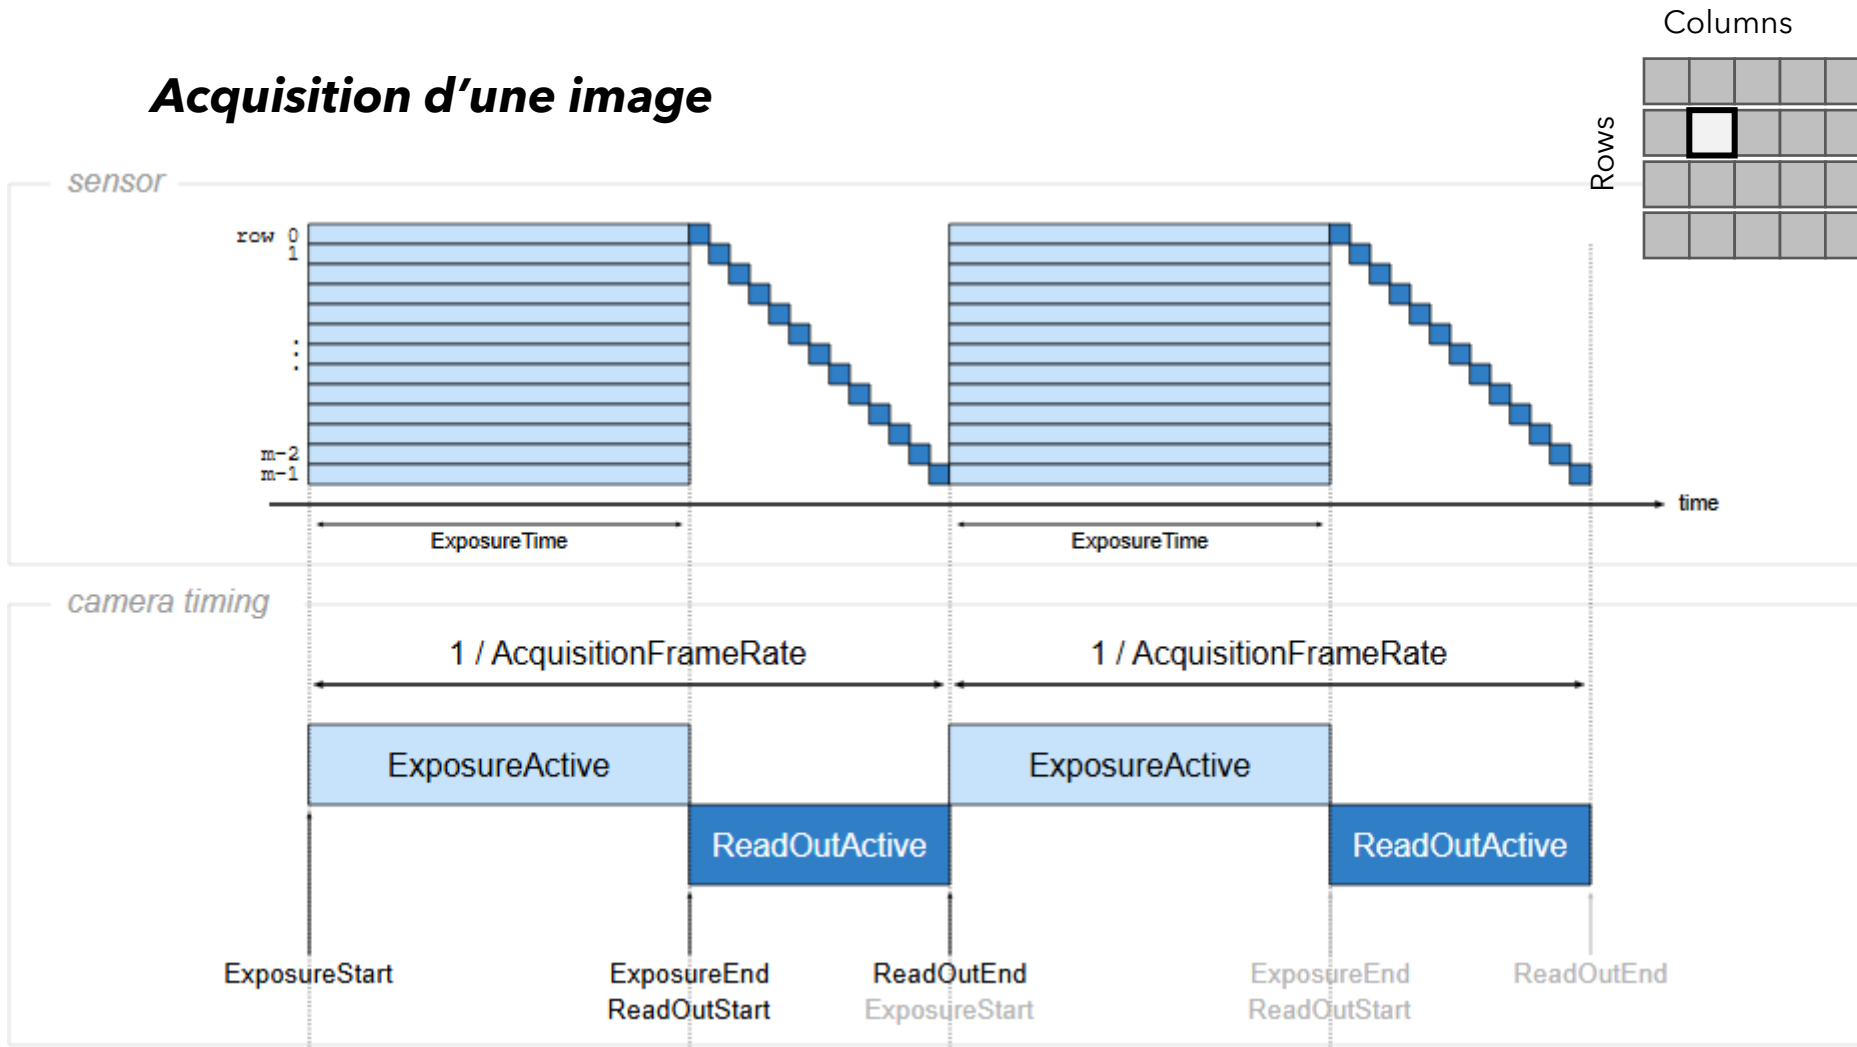 Columns
Acquisition d'une image
Rows
sensor
row 0
1
⋮
m-2
m-1
time
ExposureTime ExposureTime
camera timing
1 / AcquisitionFrameRate 1 / AcquisitionFrameRate
ExposureActive ExposureActive
ReadOutActive ReadOutActive
ExposureStart ExposureEnd ReadOutEnd ExposureEnd ReadOutEnd
ReadOutStart ExposureStart ReadOutStart